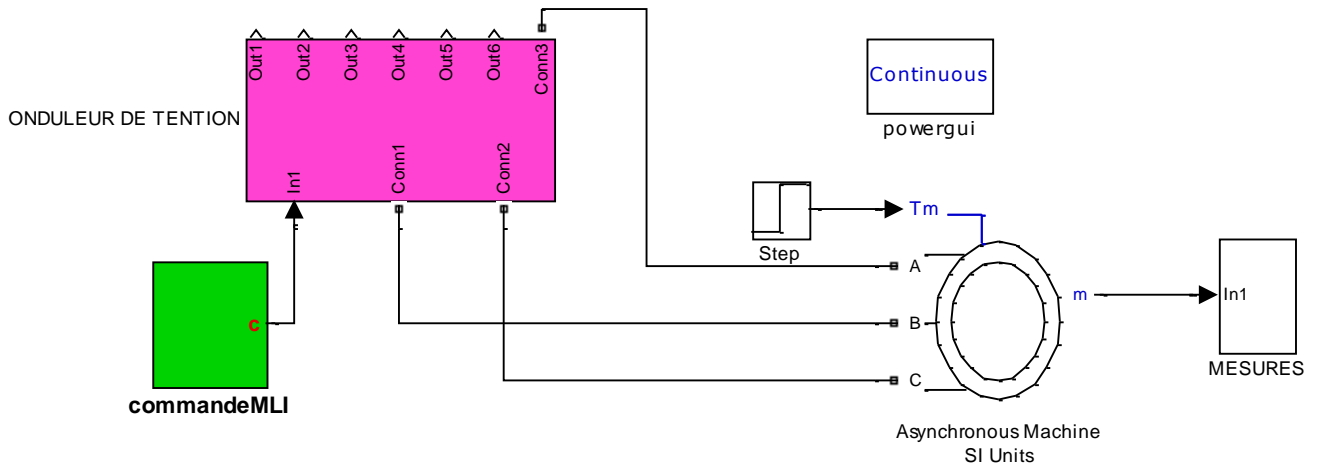 Out1
Out2
Out3
Out4
Out5
Out6
Conn3
ONDULEUR DE TENTION
In1
Conn1
Conn2
Continuous
powergui
c
commandeMLI
Step
Tm
A
B
C
m
In1
MESURES
Asynchronous Machine
SI Units